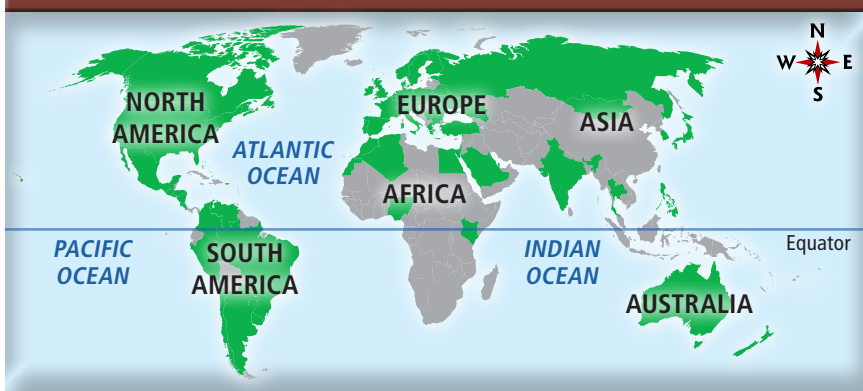 N
W E
S
NORTH
AMERICA
EUROPE
ASIA
ATLANTIC
OCEAN
AFRICA
PACIFIC
OCEAN
SOUTH
AMERICA
INDIAN
OCEAN
Equator
AUSTRALIA